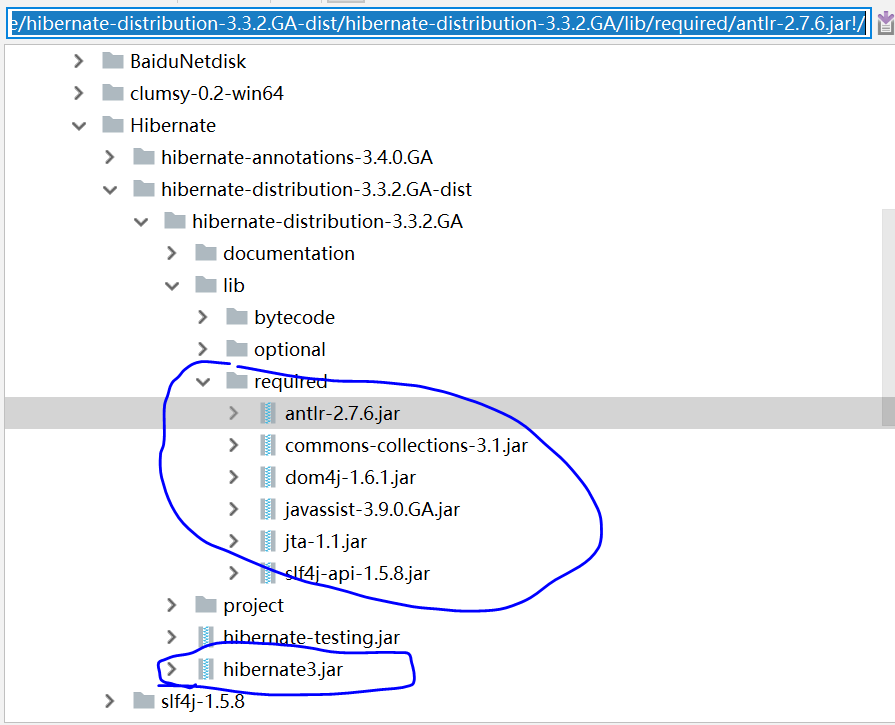 e/hibernate-distribution-3.3.2.GA-dist/hibernate-distribution-3.3.2.GA/lib/required/antlr-2.7.6.jar!/
BaiduNetdisk
clumsy-0.2-win64
Hibernate
hibernate-annotations-3.4.0.GA
hibernate-distribution-3.3.2.GA-dist
hibernate-distribution-3.3.2.GA
documentation
lib
bytecode
optional
required
antlr-2.7.6.jar
commons-collections-3.1.jar
dom4j-1.6.1.jar
javassist-3.9.0.GA.jar
jta-1.1.jar
slf4j-api-1.5.8.jar
project
hibernate-testing.jar
hibernate3.jar
slf4j-1.5.8